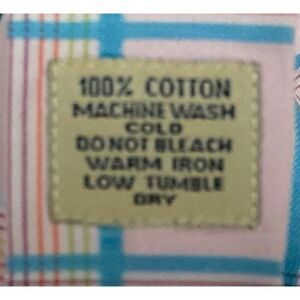 100% COTTON
MACHINE WASH
COLD
DO NOT BLEACH
WARM IRON
LOW TUMBLE
DRY